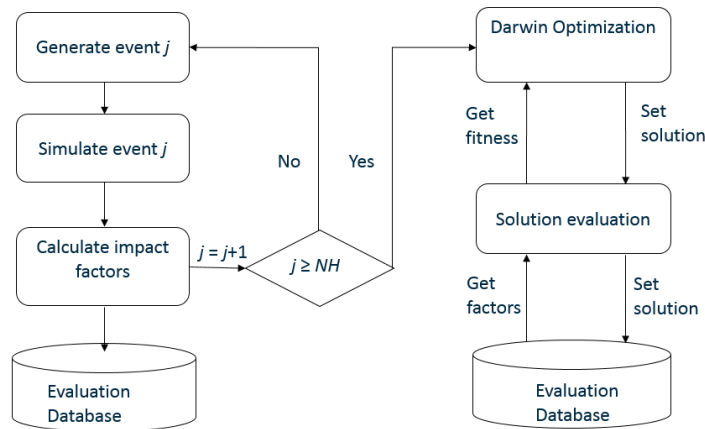 Generate event j
Simulate event j
Calculate impact
factors
j = j+1
j ≥ NH
No
Yes
Evaluation
Database
Darwin Optimization
Get
fitness
Set
solution
Solution evaluation
Get
factors
Set
solution
Evaluation
Database